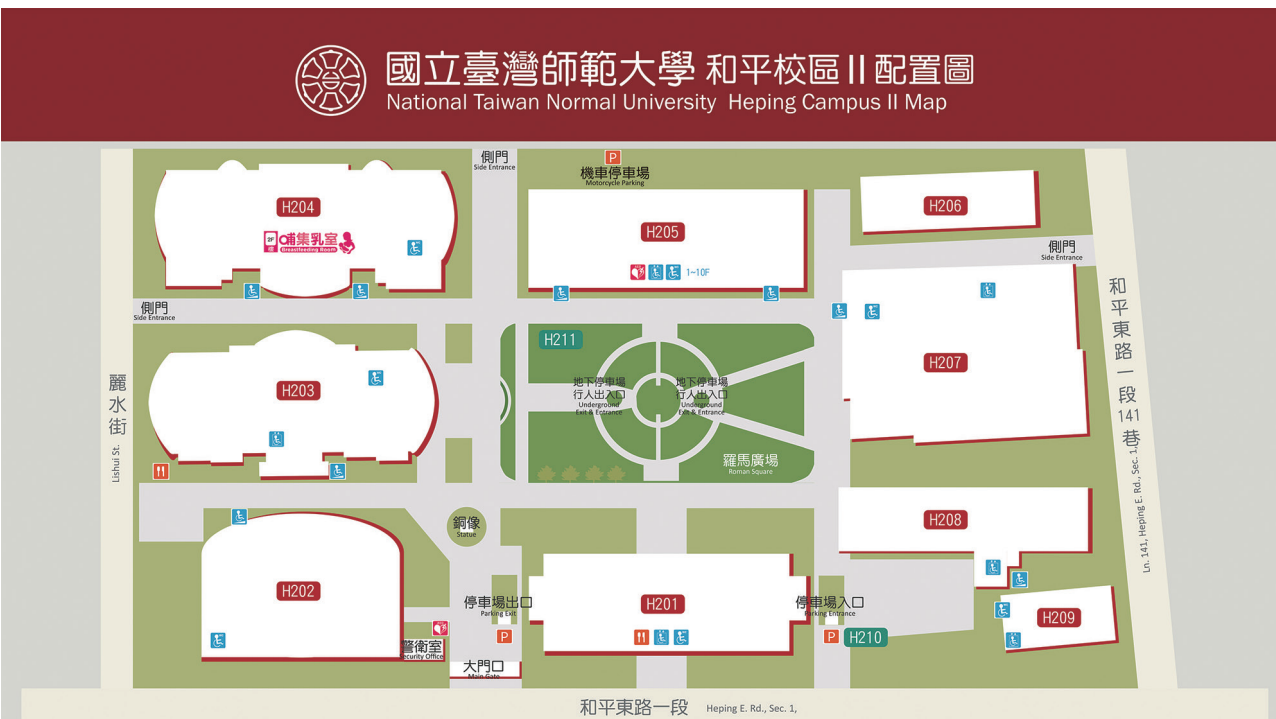 國立臺灣師範大學 和平校區 II 配置圖
National Taiwan Normal University Heping Campus II Map
側門
Side Entrance
P
機車停車場
Motorcycle Parking
H204
2F
哺集乳室
Breastfeeding Room
H205
1~10F
H206
側門
Side Entrance
側門
Side Entrance
H211
H203
地下停車場
行人出入口
Underground
Exit & Entrance
地下停車場
行人出入口
Underground
Exit & Entrance
羅馬廣場
Roman Square
H207
麗水街
Lishui St.
和平東路一段141巷
Ln. 141, Heping E. Rd., Sec. 1,
銅像
Statue
H208
H202
停車場出口
Parking Exit
P
H201
停車場入口
Parking Entrance
P
H210
H209
警衛室
Security Office
大門口
Main Gate
和平東路一段 Heping E. Rd., Sec. 1,